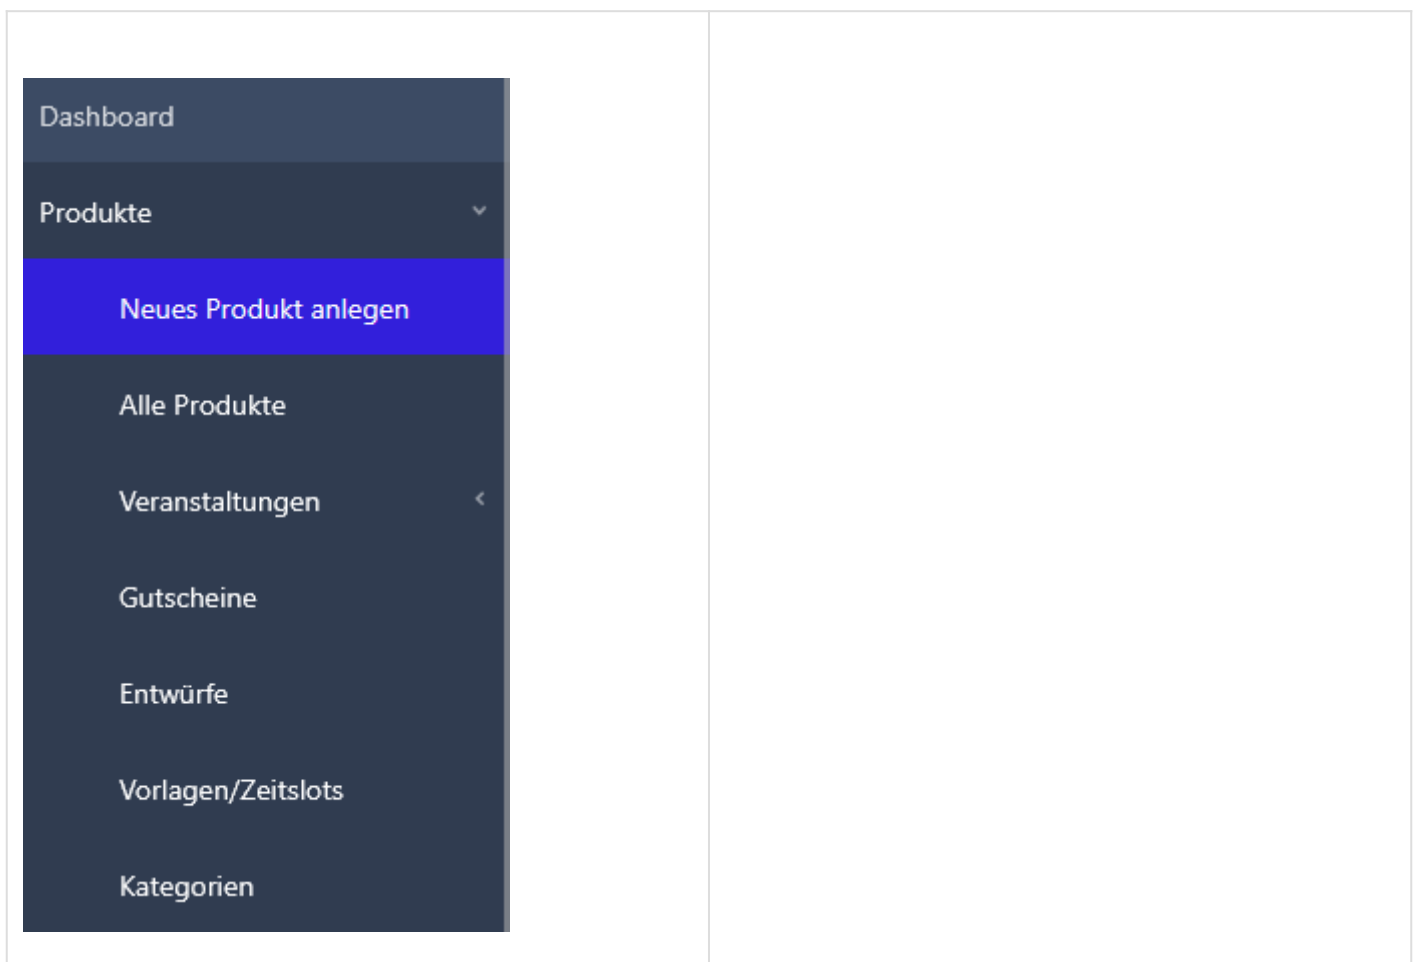 Dashboard
Produkte
Neues Produkt anlegen
Alle Produkte
Veranstaltungen
Gutscheine
Entwürfe
Vorlagen/Zeitslots
Kategorien